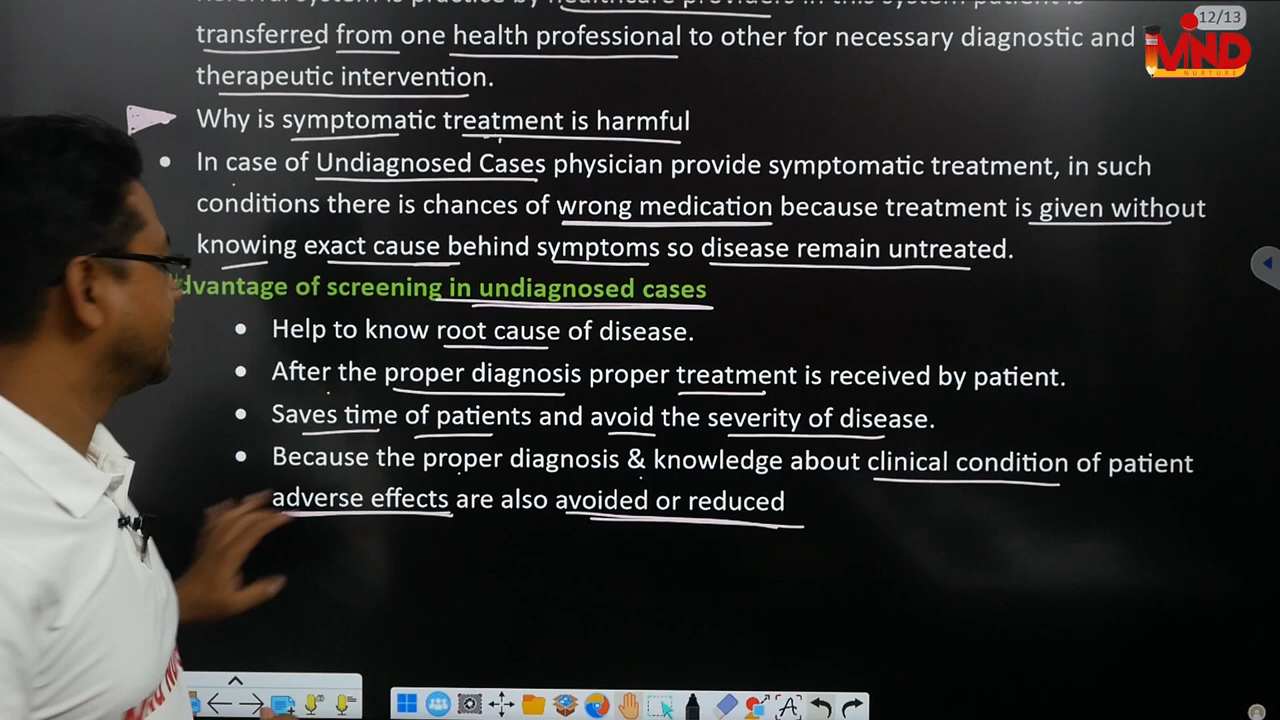 12/13
MIND
NURTURE
transferred from one health professional to other for necessary diagnostic and
therapeutic intervention.
Why is symptomatic treatment is harmful
In case of Undiagnosed Cases physician provide symptomatic treatment, in such
conditions there is chances of wrong medication because treatment is given without
knowing exact cause behind symptoms so disease remain untreated.
dvantage of screening in undiagnosed cases
Help to know root cause of disease.
After the proper diagnosis proper treatment is received by patient.
Saves time of patients and avoid the severity of disease.
Because the proper diagnosis & knowledge about clinical condition of patient
adverse effects are also avoided or reduced